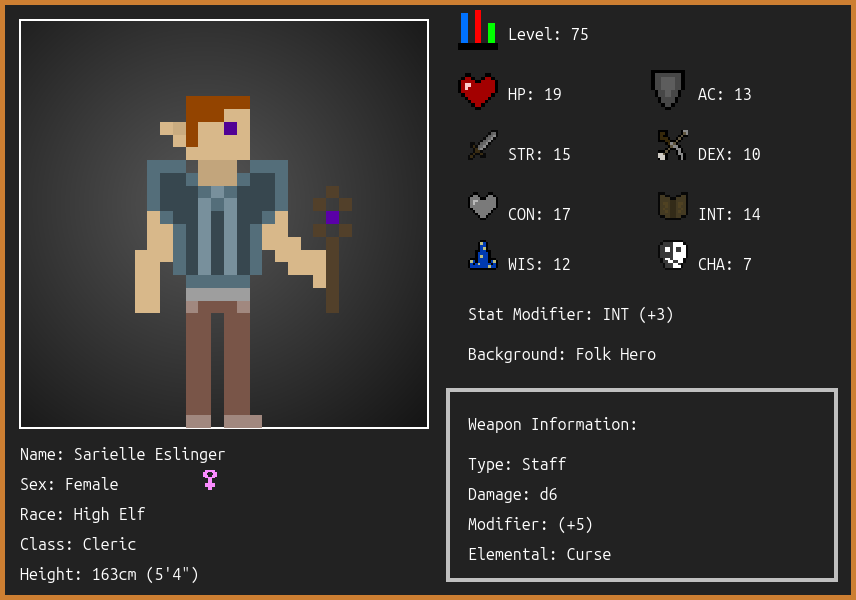 Level: 75
HP: 19
AC: 13
STR: 15
DEX: 10
CON: 17
INT: 14
WIS: 12
CHA: 7
Stat Modifier: INT (+3)
Background: Folk Hero
Weapon Information:
Type: Staff
Damage: d6
Modifier: (+5)
Elemental: Curse
Name: Sarielle Eslinger
Sex: Female
Race: High Elf
Class: Cleric
Height: 163cm (5'4")